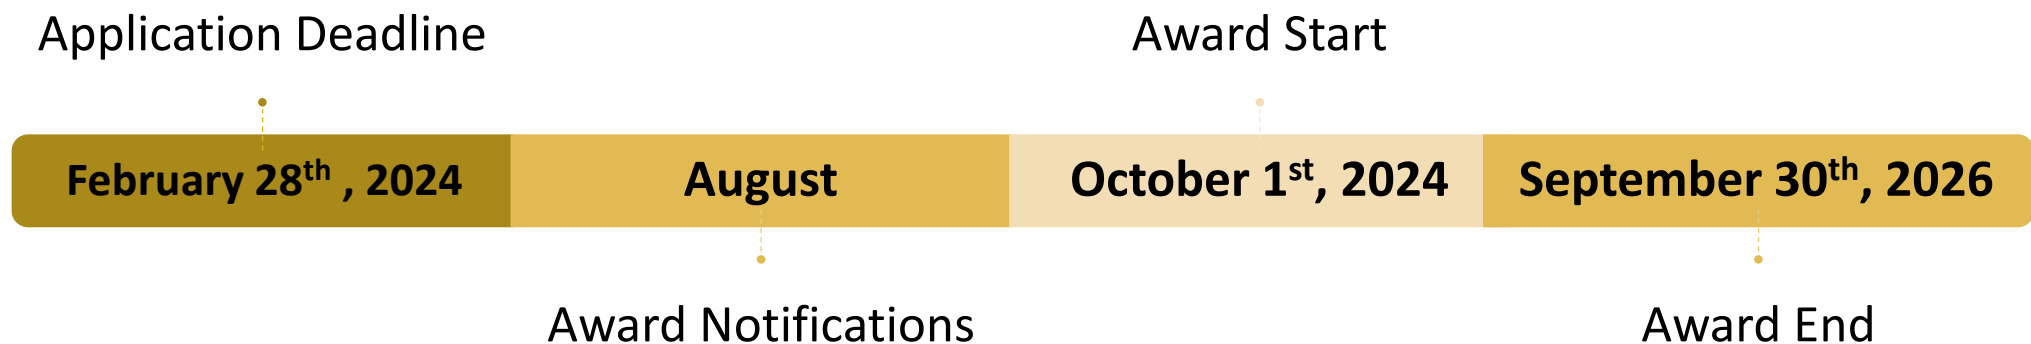 Application Deadline
Award Start
February 28th , 2024
August
October 1st, 2024
September 30th, 2026
Award Notifications
Award End